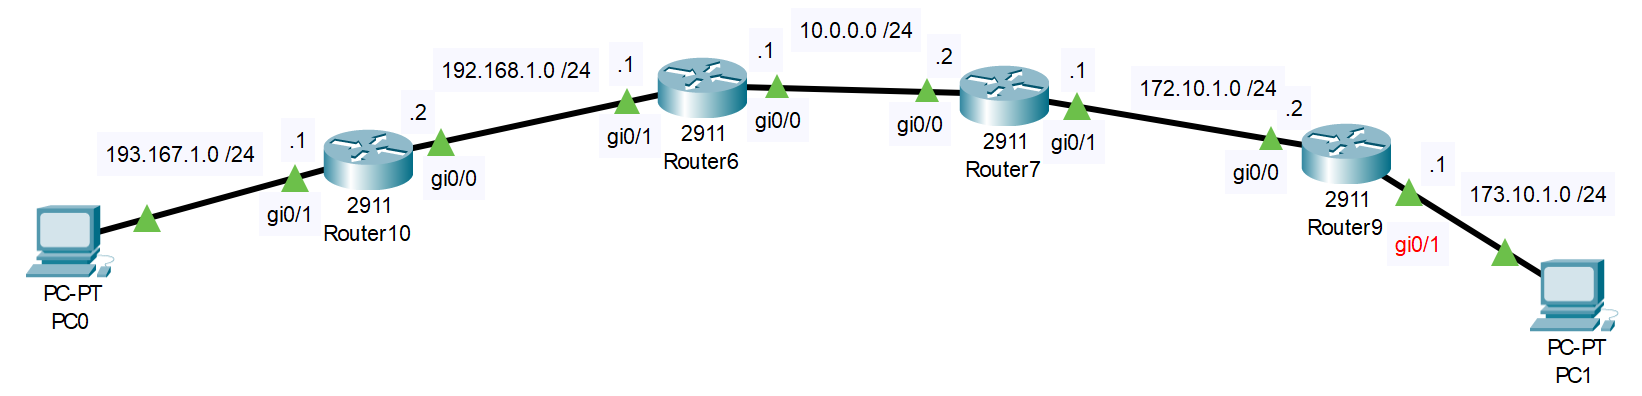 10.0.0.0 /24
192.168.1.0 /24
.1
.1
.2
.1
172.10.1.0 /24
.2
gi0/1
gi0/0
gi0/0
gi0/1
2911
Router6
2911
Router7
193.167.1.0 /24
.1
.2
gi0/0
gi0/1
2911
Router10
gi0/0
2911
Router9
.1
173.10.1.0 /24
gi0/1
PC-PT
PC0
PC-PT
PC1